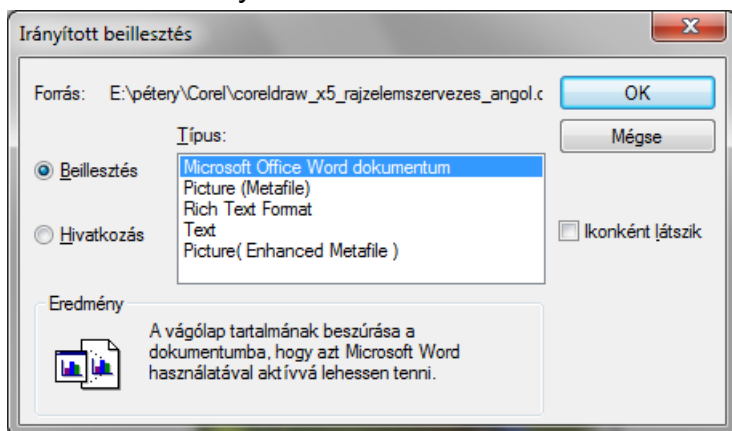 Irányított beillesztés
Forrás: E:\pétery\Corel\coreldraw_x5_rajzelemszervezes_angol.c
OK
Típus:
Mégse
Beillesztés
Microsoft Office Word dokumentum
Picture (Metafile)
Rich Text Format
Hivatkozás
Text
Picture( Enhanced Metafile )
Ikonként látszik
Eredmény
A vágólap tartalmának beszúrása a
dokumentumba, hogy azt Microsoft Word
használatával aktívvá lehessen tenni.